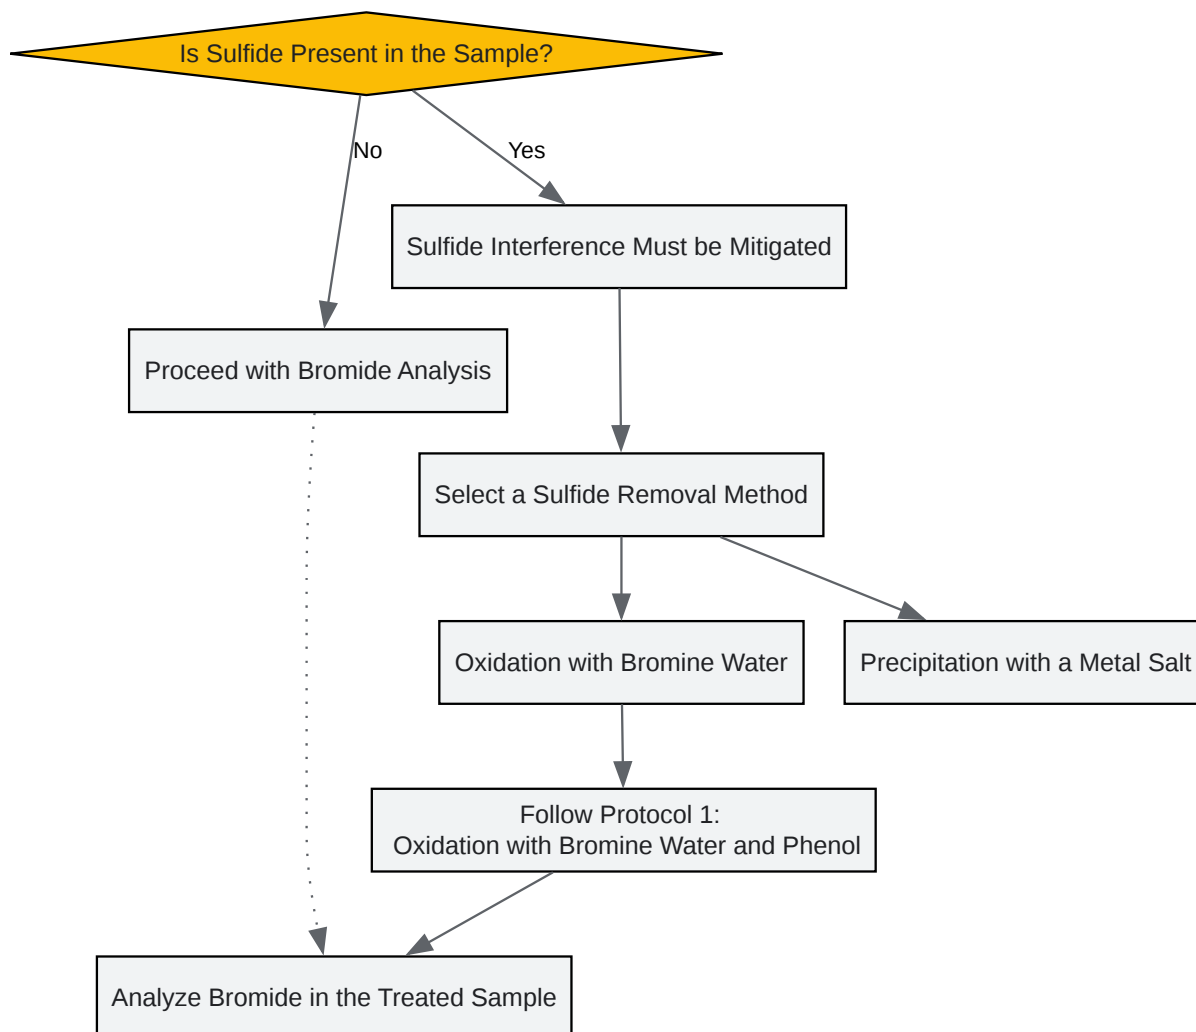 Is Sulfide Present in the Sample?
No
Yes
Sulfide Interference Must be Mitigated
Proceed with Bromide Analysis
Select a Sulfide Removal Method
Oxidation with Bromine Water
Precipitation with a Metal Salt
Follow Protocol 1:
Oxidation with Bromine Water and Phenol
Analyze Bromide in the Treated Sample